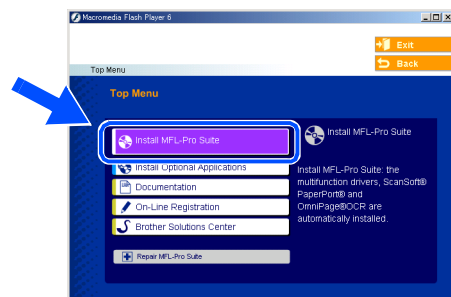 Macromedia Flash Player 6
Exit
Back
Top Menu
Top Menu
Install MFL-Pro Suite
Install Optional Applications
Documentation
On-Line Registration
Brother Solutions Center
Repair MFL-Pro Suite
Install MFL-Pro Suite
Install MFL-Pro Suite: the
multifunction drivers, ScanSoft®
PaperPort® and
OmniPage®OCR are
automatically installed.